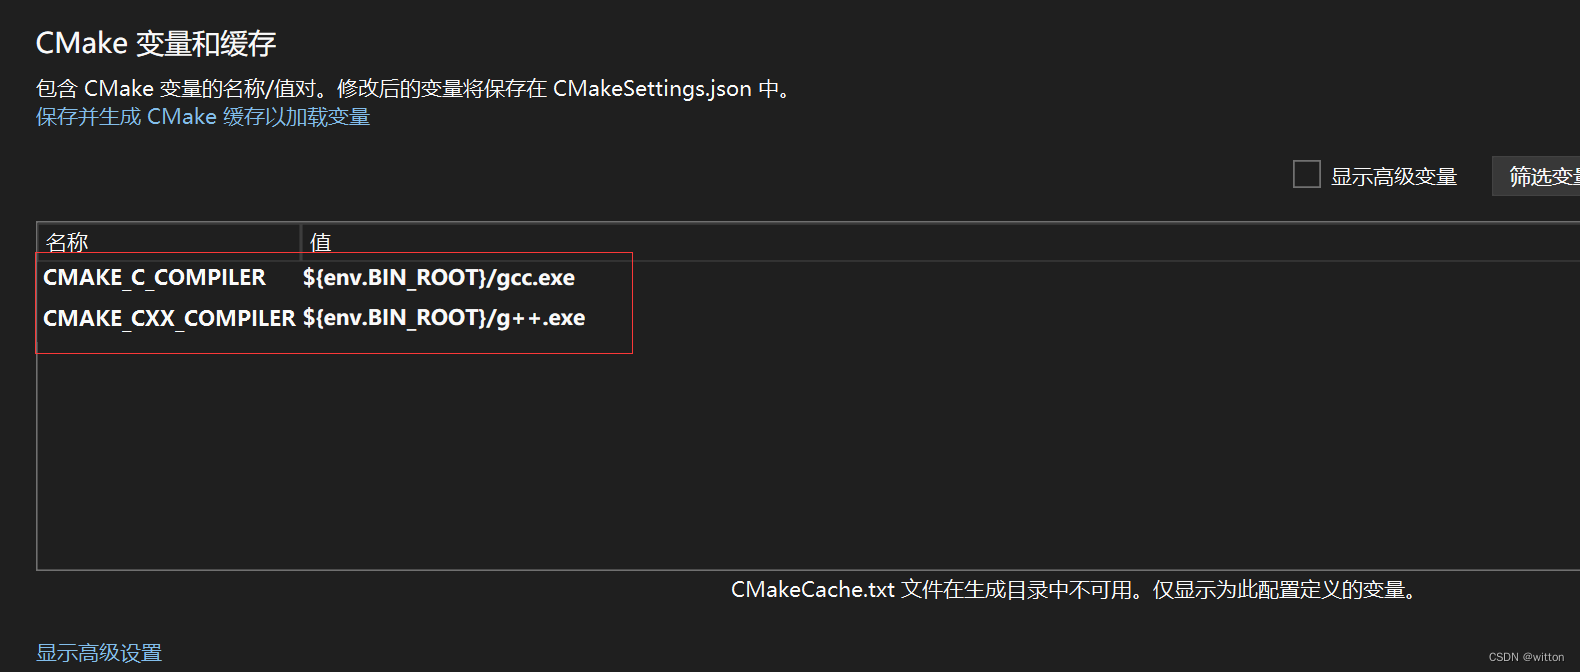 CMake 变量和缓存
包含 CMake 变量的名称/值对。修改后的变量将保存在 CMakeSettings.json 中。
保存并生成 CMake 缓存以加载变量
显示高级变量 筛选变量
名称 值
CMAKE_C_COMPILER ${env.BIN_ROOT}/gcc.exe
CMAKE_CXX_COMPILER ${env.BIN_ROOT}/g++.exe
CMakeCache.txt 文件在生成目录中不可用。仅显示为此配置定义的变量。
显示高级设置
CSDN @witton